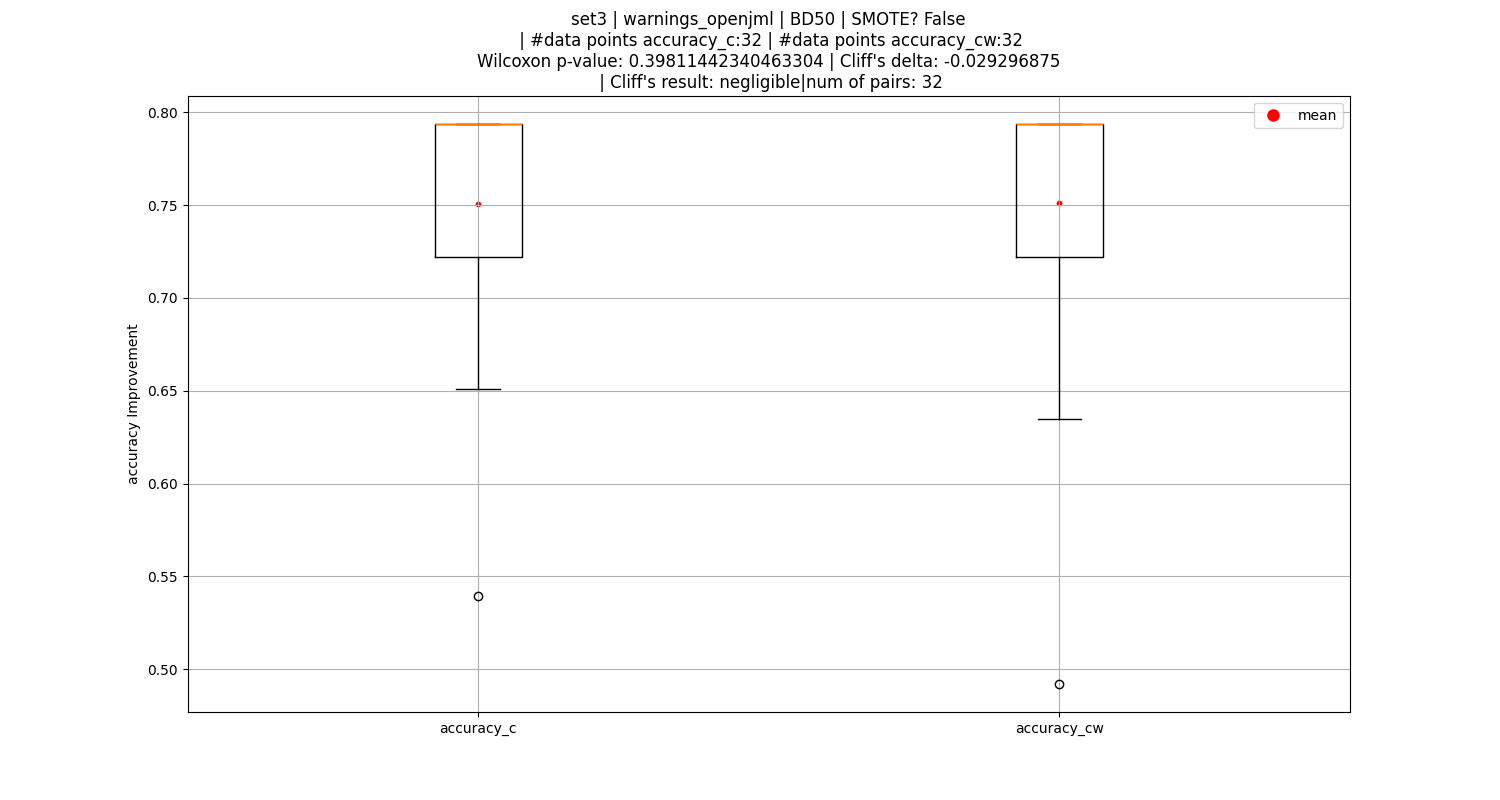 set3 | warnings_openjml | BD50 | SMOTE? False
| #data points accuracy_c:32 | #data points accuracy_cw:32
Wilcoxon p-value: 0.39811442340463304 | Cliff's delta: -0.029296875
| Cliff's result: negligible|num of pairs: 32
mean
accuracy Improvement
0.80
0.75
0.70
0.65
0.60
0.55
0.50
accuracy_c
accuracy_cw